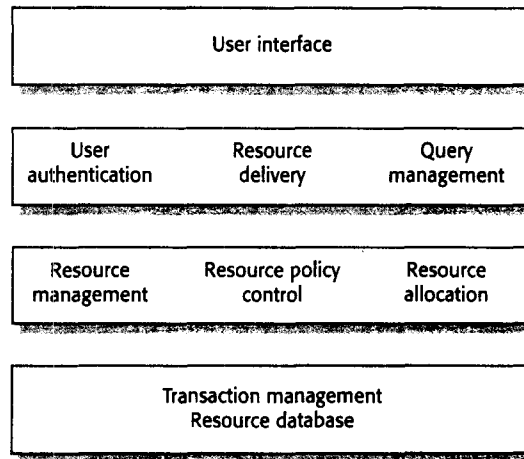 User interface
User authentication
Resource delivery
Query management
Resource management
Resource policy control
Resource allocation
Transaction management
Resource database